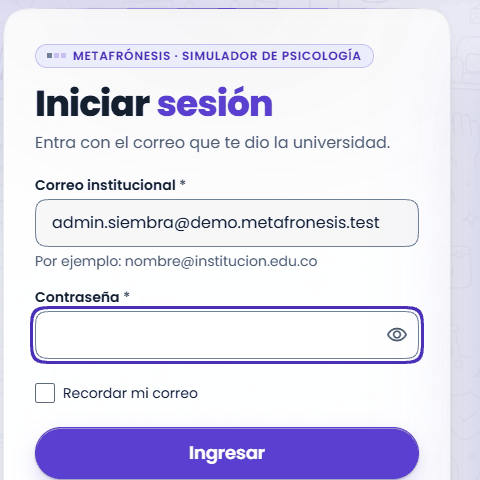 METAFRÓNESIS · SIMULADOR DE PSICOLOGÍA
Iniciar sesión
Entra con el correo que te dio la universidad.
Correo institucional *
admin.siembra@demo.metafronesis.test
Por ejemplo: nombre@institucion.edu.co
Contraseña *
Recordar mi correo
Ingresar